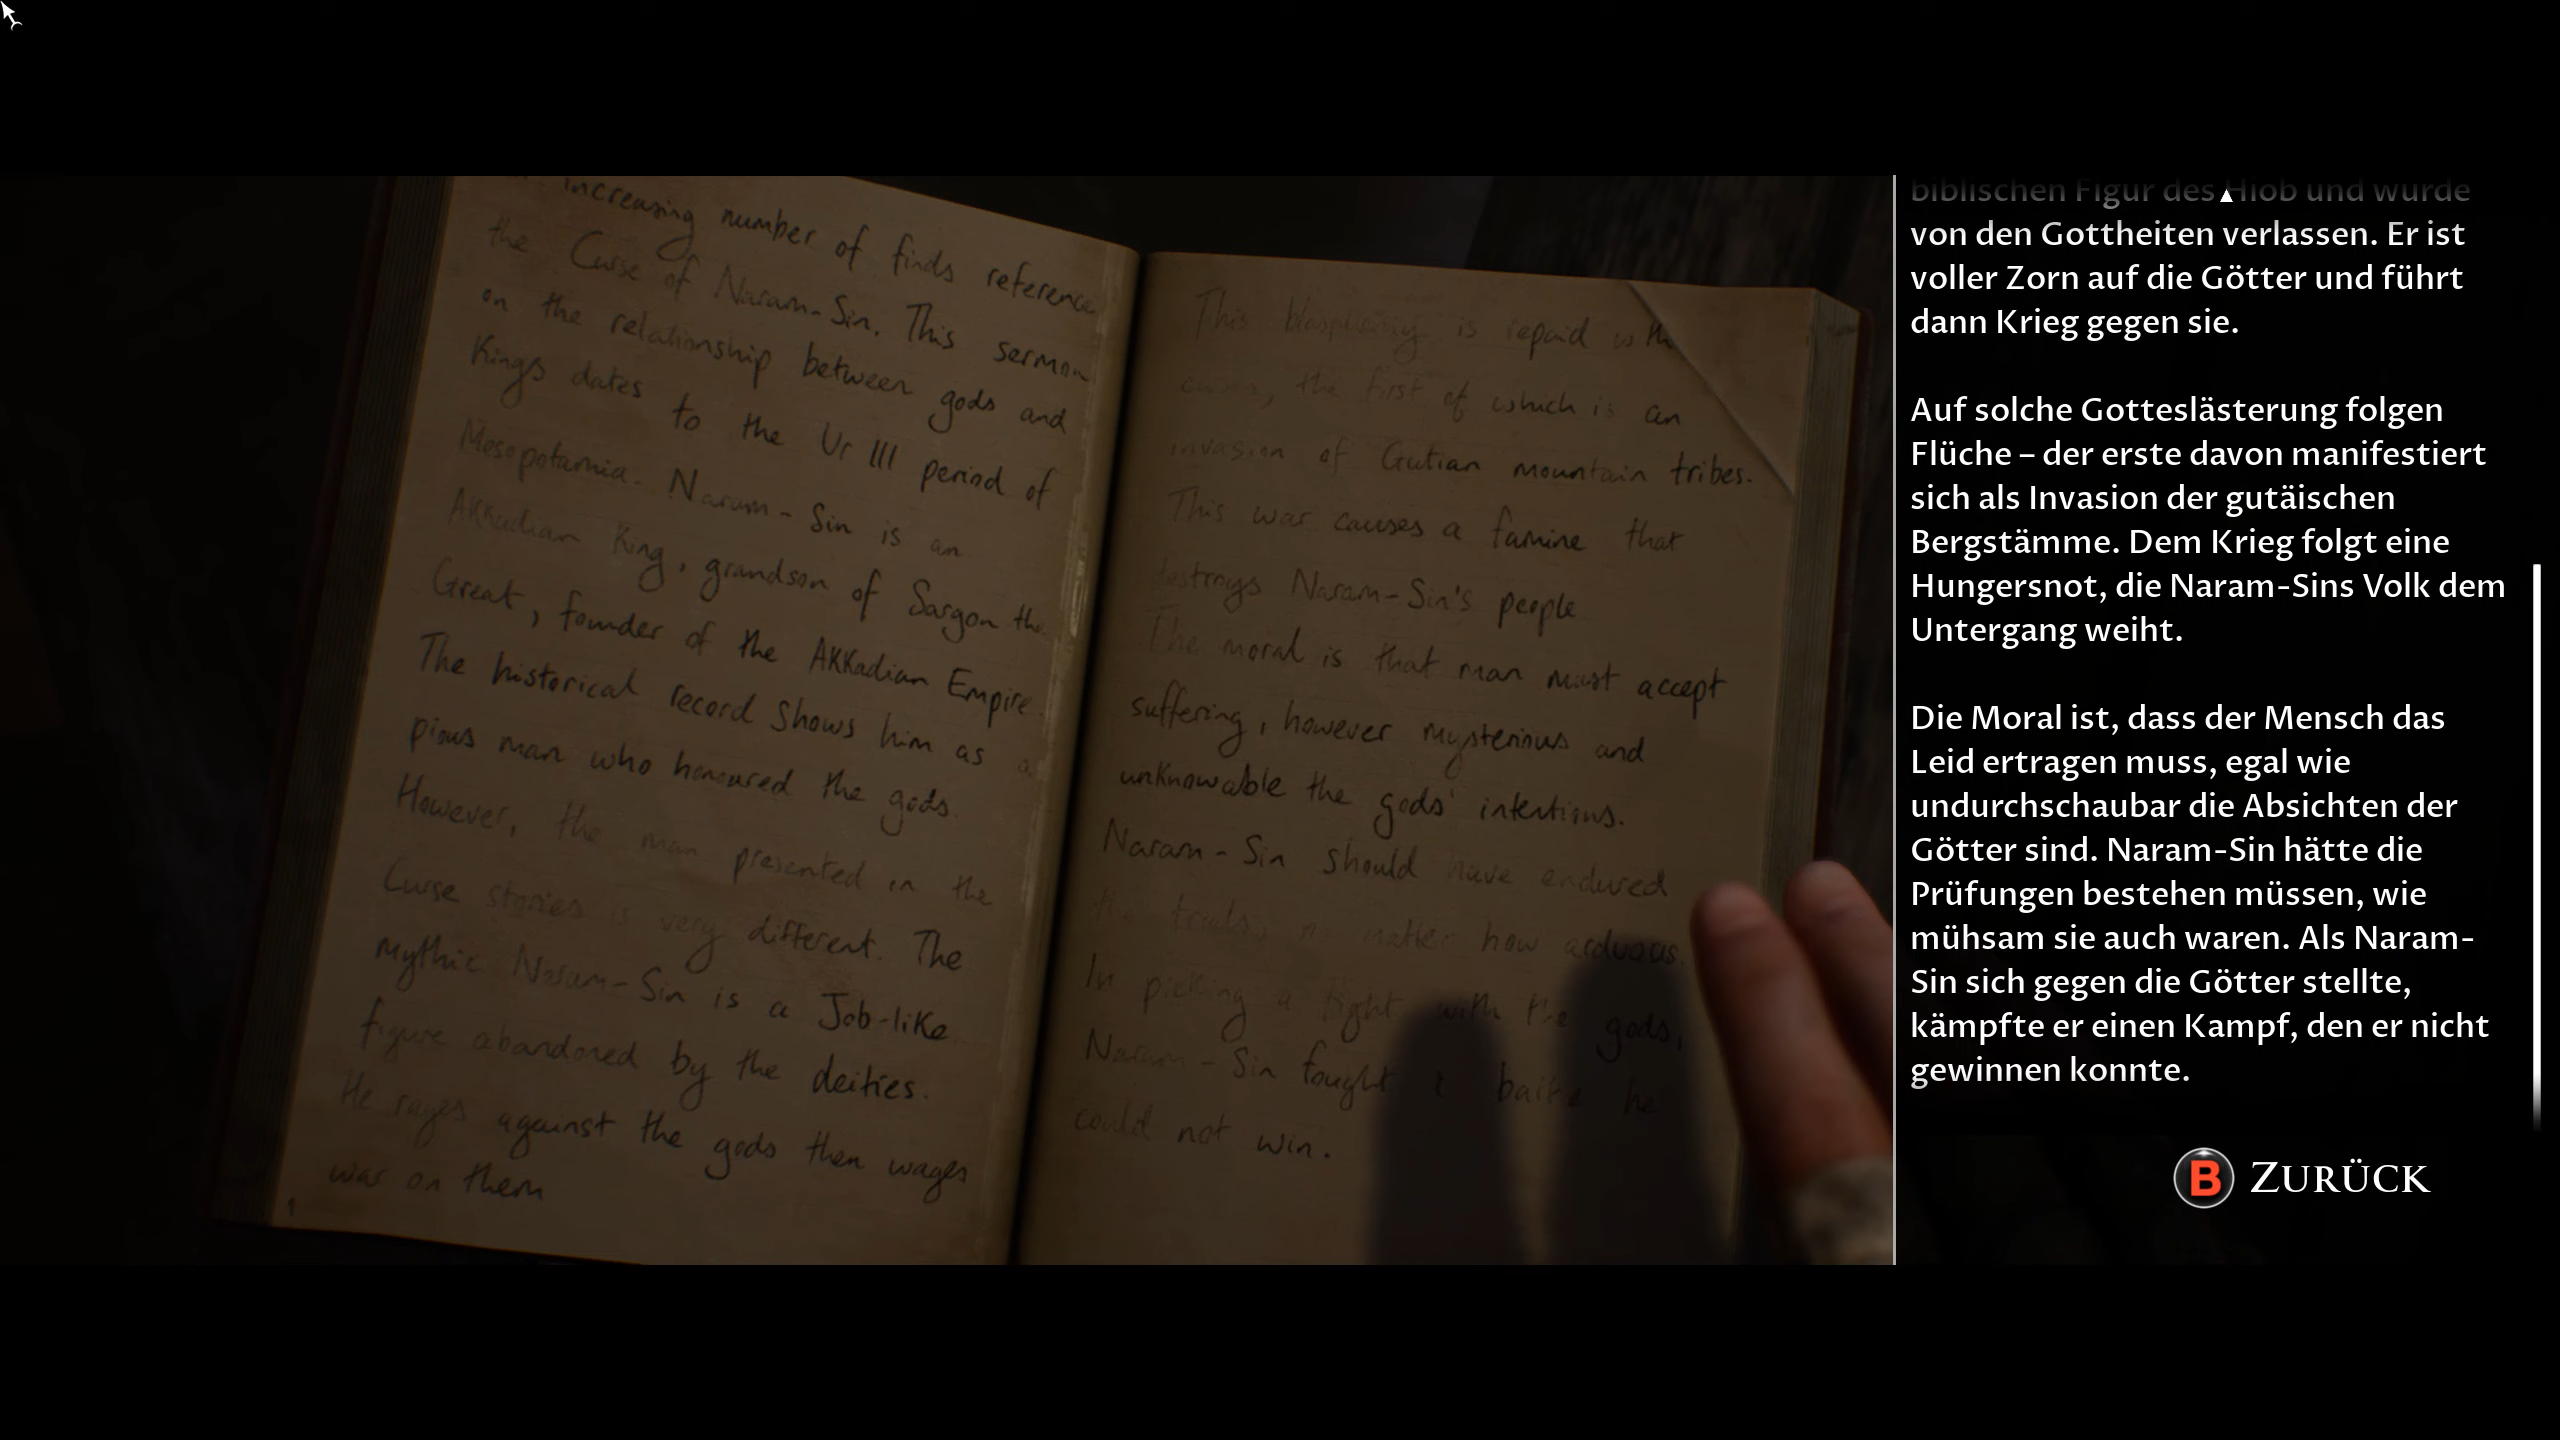 increasing number of finds reference
the Curse of Naram-Sin. This sermon
on the relationship between gods and
Kings dates to the Ur III period of
Mesopotamia. Naram-Sin is an
Akkadian King, grandson of Sargon the
Great, founder of the Akkadian Empire.
The historical record shows him as a
pious man who honoured the gods.
However, the man presented in the
Curse stories is very different. The
mythic Naram-Sin is a Job-like
figure abandoned by the deities.
He rages against the gods then wages
war on them
1
This blasphemy is repaid with
curses, the first of which is an
invasion of Gutian mountain tribes.
This war causes a famine that
destroys Naram-Sin's people
The moral is that man must accept
suffering, however mysterious and
unknowable the gods' intentions.
Naram-Sin should have endured
the trials, no matter how arduous.
In picking a fight with the gods,
Naram-Sin fought a he
could not win.
biblischen Figur des Hiob und wurde
von den Gottheiten verlassen. Er ist
voller Zorn auf die Götter und führt
dann Krieg gegen sie.
Auf solche Gotteslästerung folgen
Flüche – der erste davon manifestiert
sich als Invasion der gutäischen
Bergstämme. Dem Krieg folgt eine
Hungersnot, die Naram-Sins Volk dem
Untergang weiht.
Die Moral ist, dass der Mensch das
Leid ertragen muss, egal wie
undurchschaubar die Absichten der
Götter sind. Naram-Sin hätte die
Prüfungen bestehen müssen, wie
mühsam sie auch waren. Als Naram-
Sin sich gegen die Götter stellte,
kämpfte er einen Kampf, den er nicht
gewinnen konnte.
B ZURÜCK